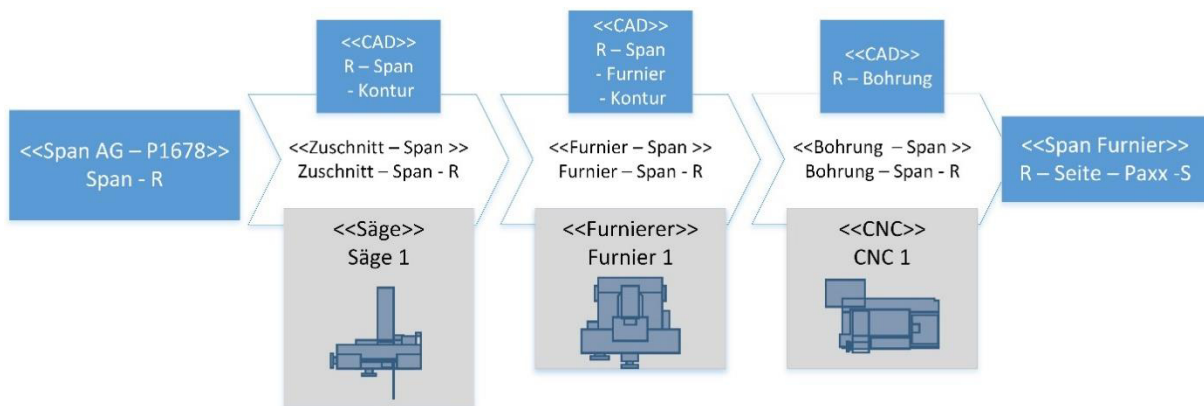 <<Span AG – P1678>>
Span - R
<<CAD>>
R – Span
- Kontur
<<Zuschnitt – Span >>
Zuschnitt – Span - R
<<Säge>>
Säge 1
<<CAD>>
R – Span
- Furnier
- Kontur
<<Furnier – Span >>
Furnier – Span - R
<<Furnierer>>
Furnier 1
<<CAD>>
R – Bohrung
<<Bohrung – Span >>
Bohrung – Span - R
<<CNC>>
CNC 1
<<Span Furnier>>
R – Seite – Paxx -S